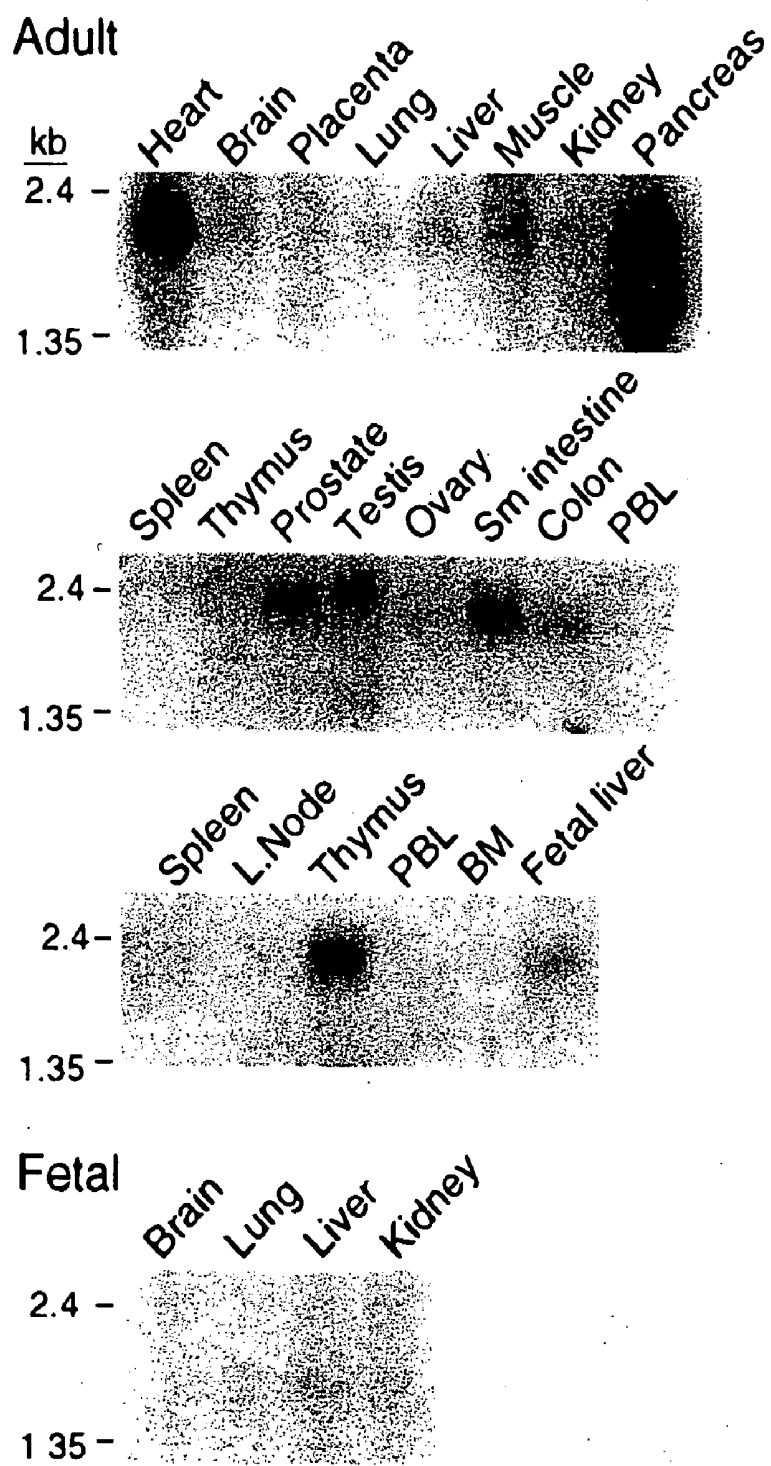 Adult
kb
Heart Brain Placenta Lung Liver Muscle Kidney Pancreas
2.4
1.35
Spleen Thymus Prostate Testis Ovary Sm intestine Colon PBL
2.4
1.35
Spleen L.Node Thymus PBL BM Fetal liver
2.4
1.35
Fetal
Brain Lung Liver Kidney
2.4
1 35